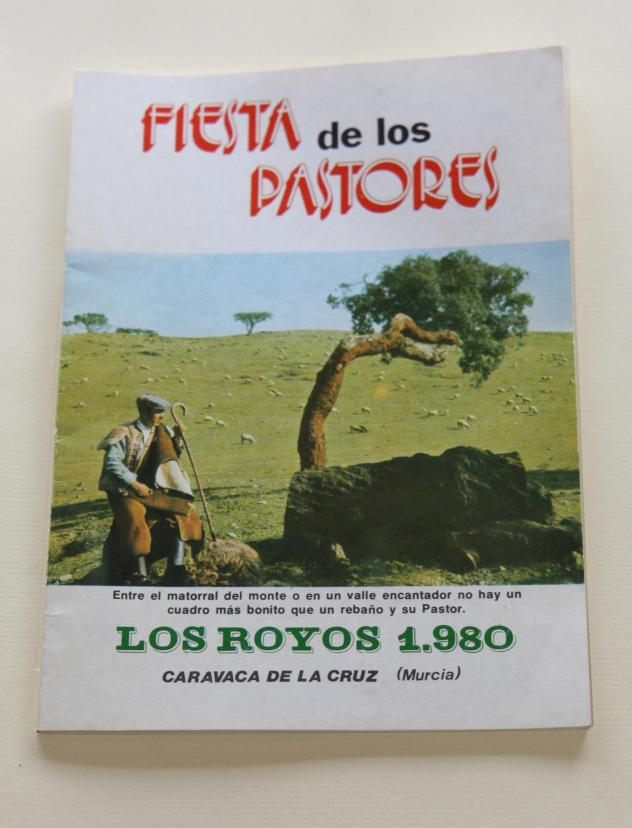 FIESTA de los
PASTORES
Entre el matorral del monte o en un valle encantador no hay un
cuadro más bonito que un rebaño y su Pastor.
LOS ROYOS 1.980
CARAVACA DE LA CRUZ (Murcia)